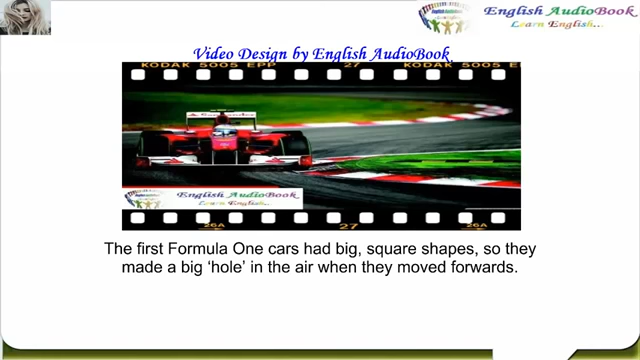 English AudioBook
Learn English...
Video Design by English AudioBook
KODAK 5005 EPP
27
KODAK 5005 E
Santander
English AudioBook
Learn English...
26A
27
26A
The first Formula One cars had big, square shapes, so they
made a big ‘hole’ in the air when they moved forwards.